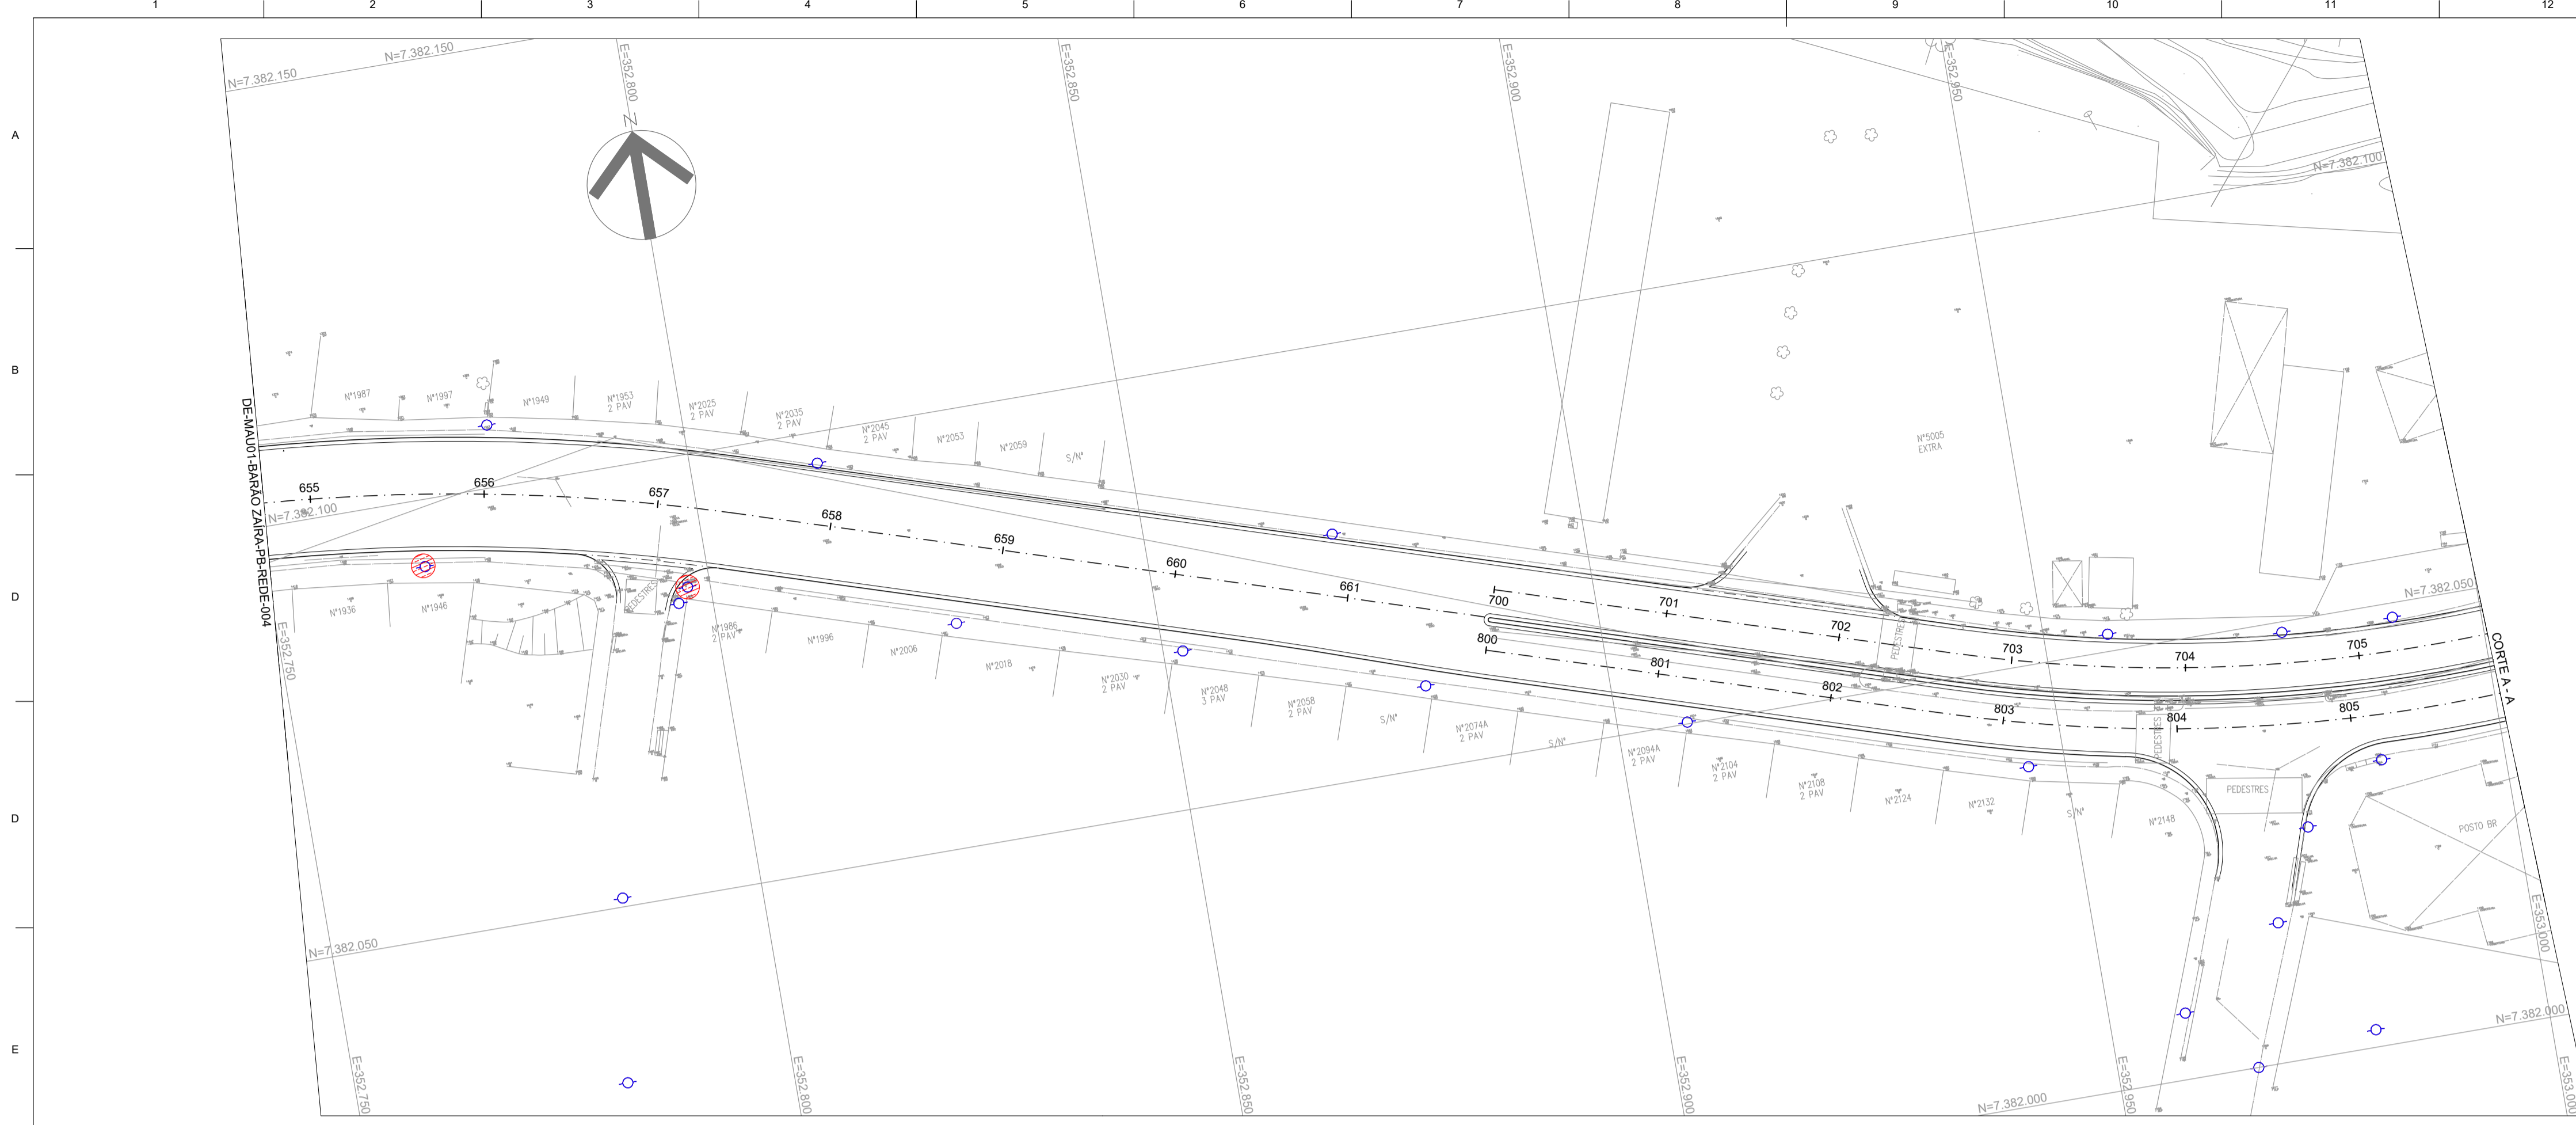 1 2 3 4 5 6 7 8 9 10 11 12
A
B
D
D
E
N=7.382.150
N=7.382.150
E=352.800
E=352.850
E=352.900
E=352.950
N
N=7.382.100
DE-MAU01-BARÃO ZAÍRA-PB-REDE-004
N°1987
N°1997
N°1949
N°1953
2 PAV
N°2025
2 PAV
N°2035
2 PAV
N°2045
2 PAV
N°2053
N°2059
S/N°
N°5005
EXTRA
655
656
657
658
659
660
661
700
701
702
703
704
705
800
801
802
803
804
805
N=7.382.100
N=7.382.050
CORTE A - A
PEDESTRES
PEDESTRES
PEDESTRES
PEDESTRES
N°1936
N°1946
N°1986
2 PAV
N°1996
N°2006
N°2018
N°2030
2 PAV
N°2048
3 PAV
N°2058
2 PAV
S/N°
N°2074A
2 PAV
S/N°
N°2094A
2 PAV
N°2104
2 PAV
N°2108
2 PAV
N°2124
N°2132
S/N°
N°2148
POSTO BR
E=352.750
N=7.382.050
E=353.000
N=7.382.000
N=7.382.000
E=352.750
E=352.800
E=352.850
E=352.900
E=352.950
E=353.000